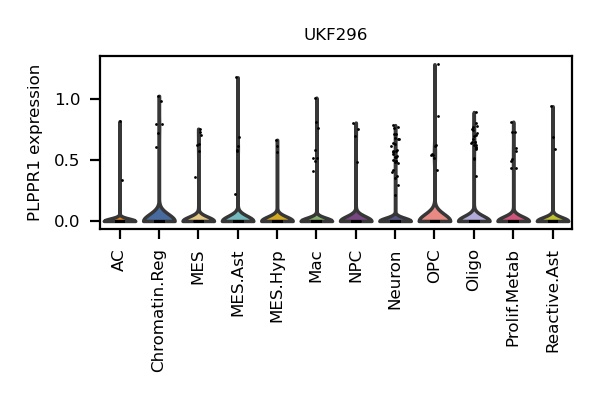 UKF296
PLPPR1 expression
1.0
0.5
0.0
AC
Chromatin.Reg
MES
MES.Ast
MES.Hyp
Mac
NPC
Neuron
OPC
Oligo
Prolif.Metab
Reactive.Ast